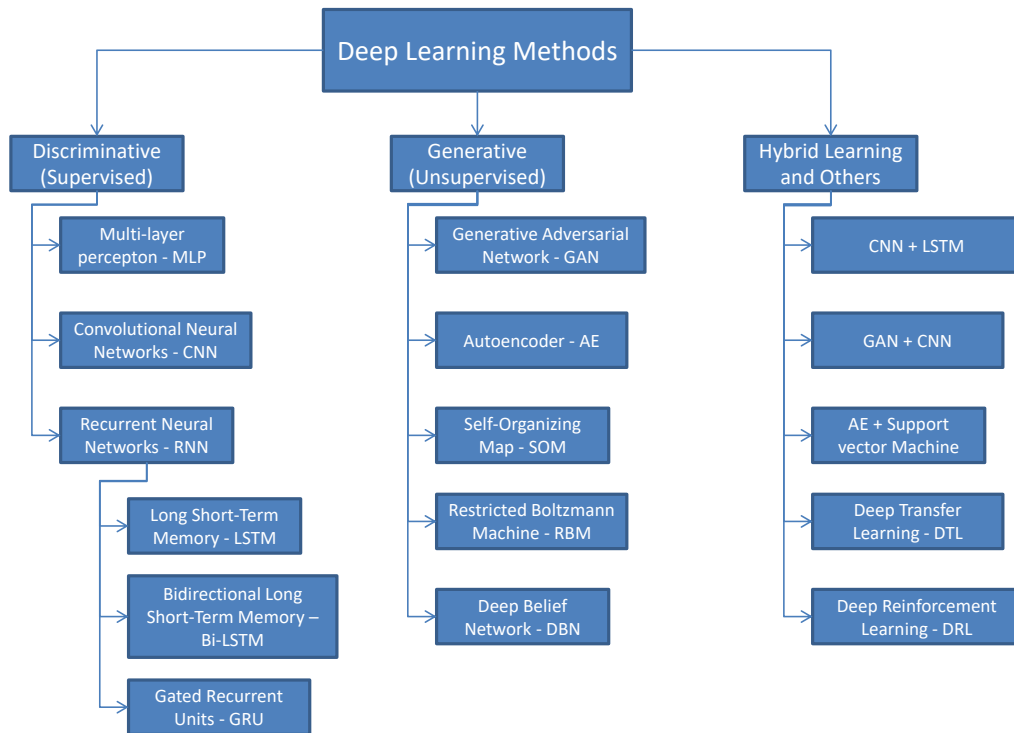 Deep Learning Methods
Discriminative
(Supervised)
Generative
(Unsupervised)
Hybrid Learning
and Others
Multi-layer
percepton - MLP
Convolutional Neural
Networks - CNN
Recurrent Neural
Networks - RNN
Long Short-Term
Memory - LSTM
Bidirectional Long
Short-Term Memory –
Bi-LSTM
Gated Recurrent
Units - GRU
Generative Adversarial
Network - GAN
Autoencoder - AE
Self-Organizing
Map - SOM
Restricted Boltzmann
Machine - RBM
Deep Belief
Network - DBN
CNN + LSTM
GAN + CNN
AE + Support
vector Machine
Deep Transfer
Learning - DTL
Deep Reinforcement
Learning - DRL